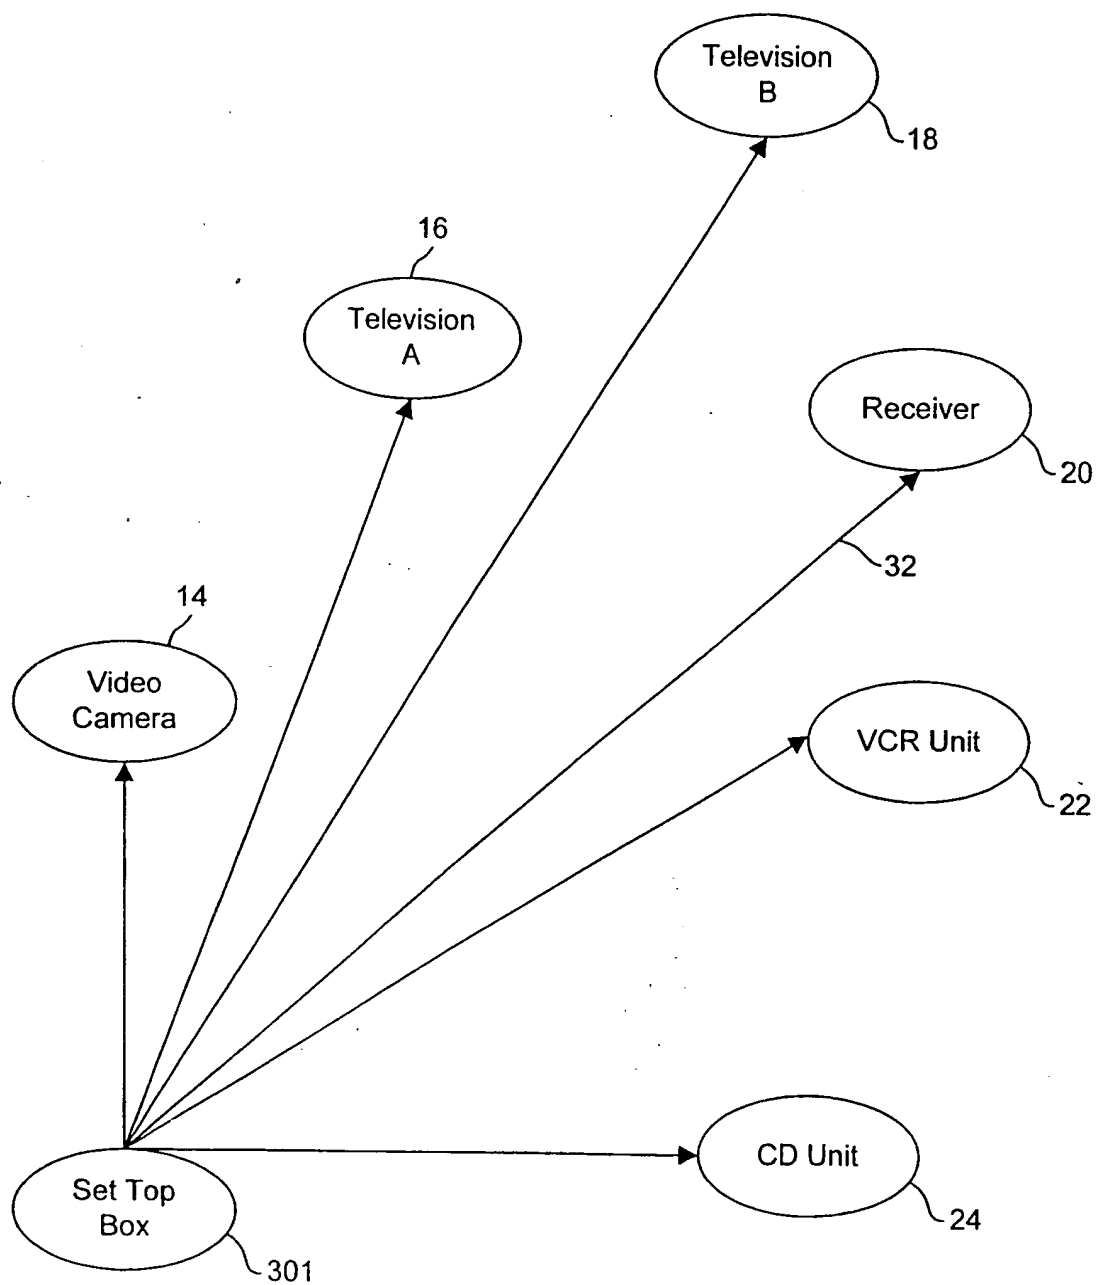 Television
B
18
16
Television
A
Receiver
20
32
14
Video
Camera
VCR Unit
22
CD Unit
24
Set Top
Box
301